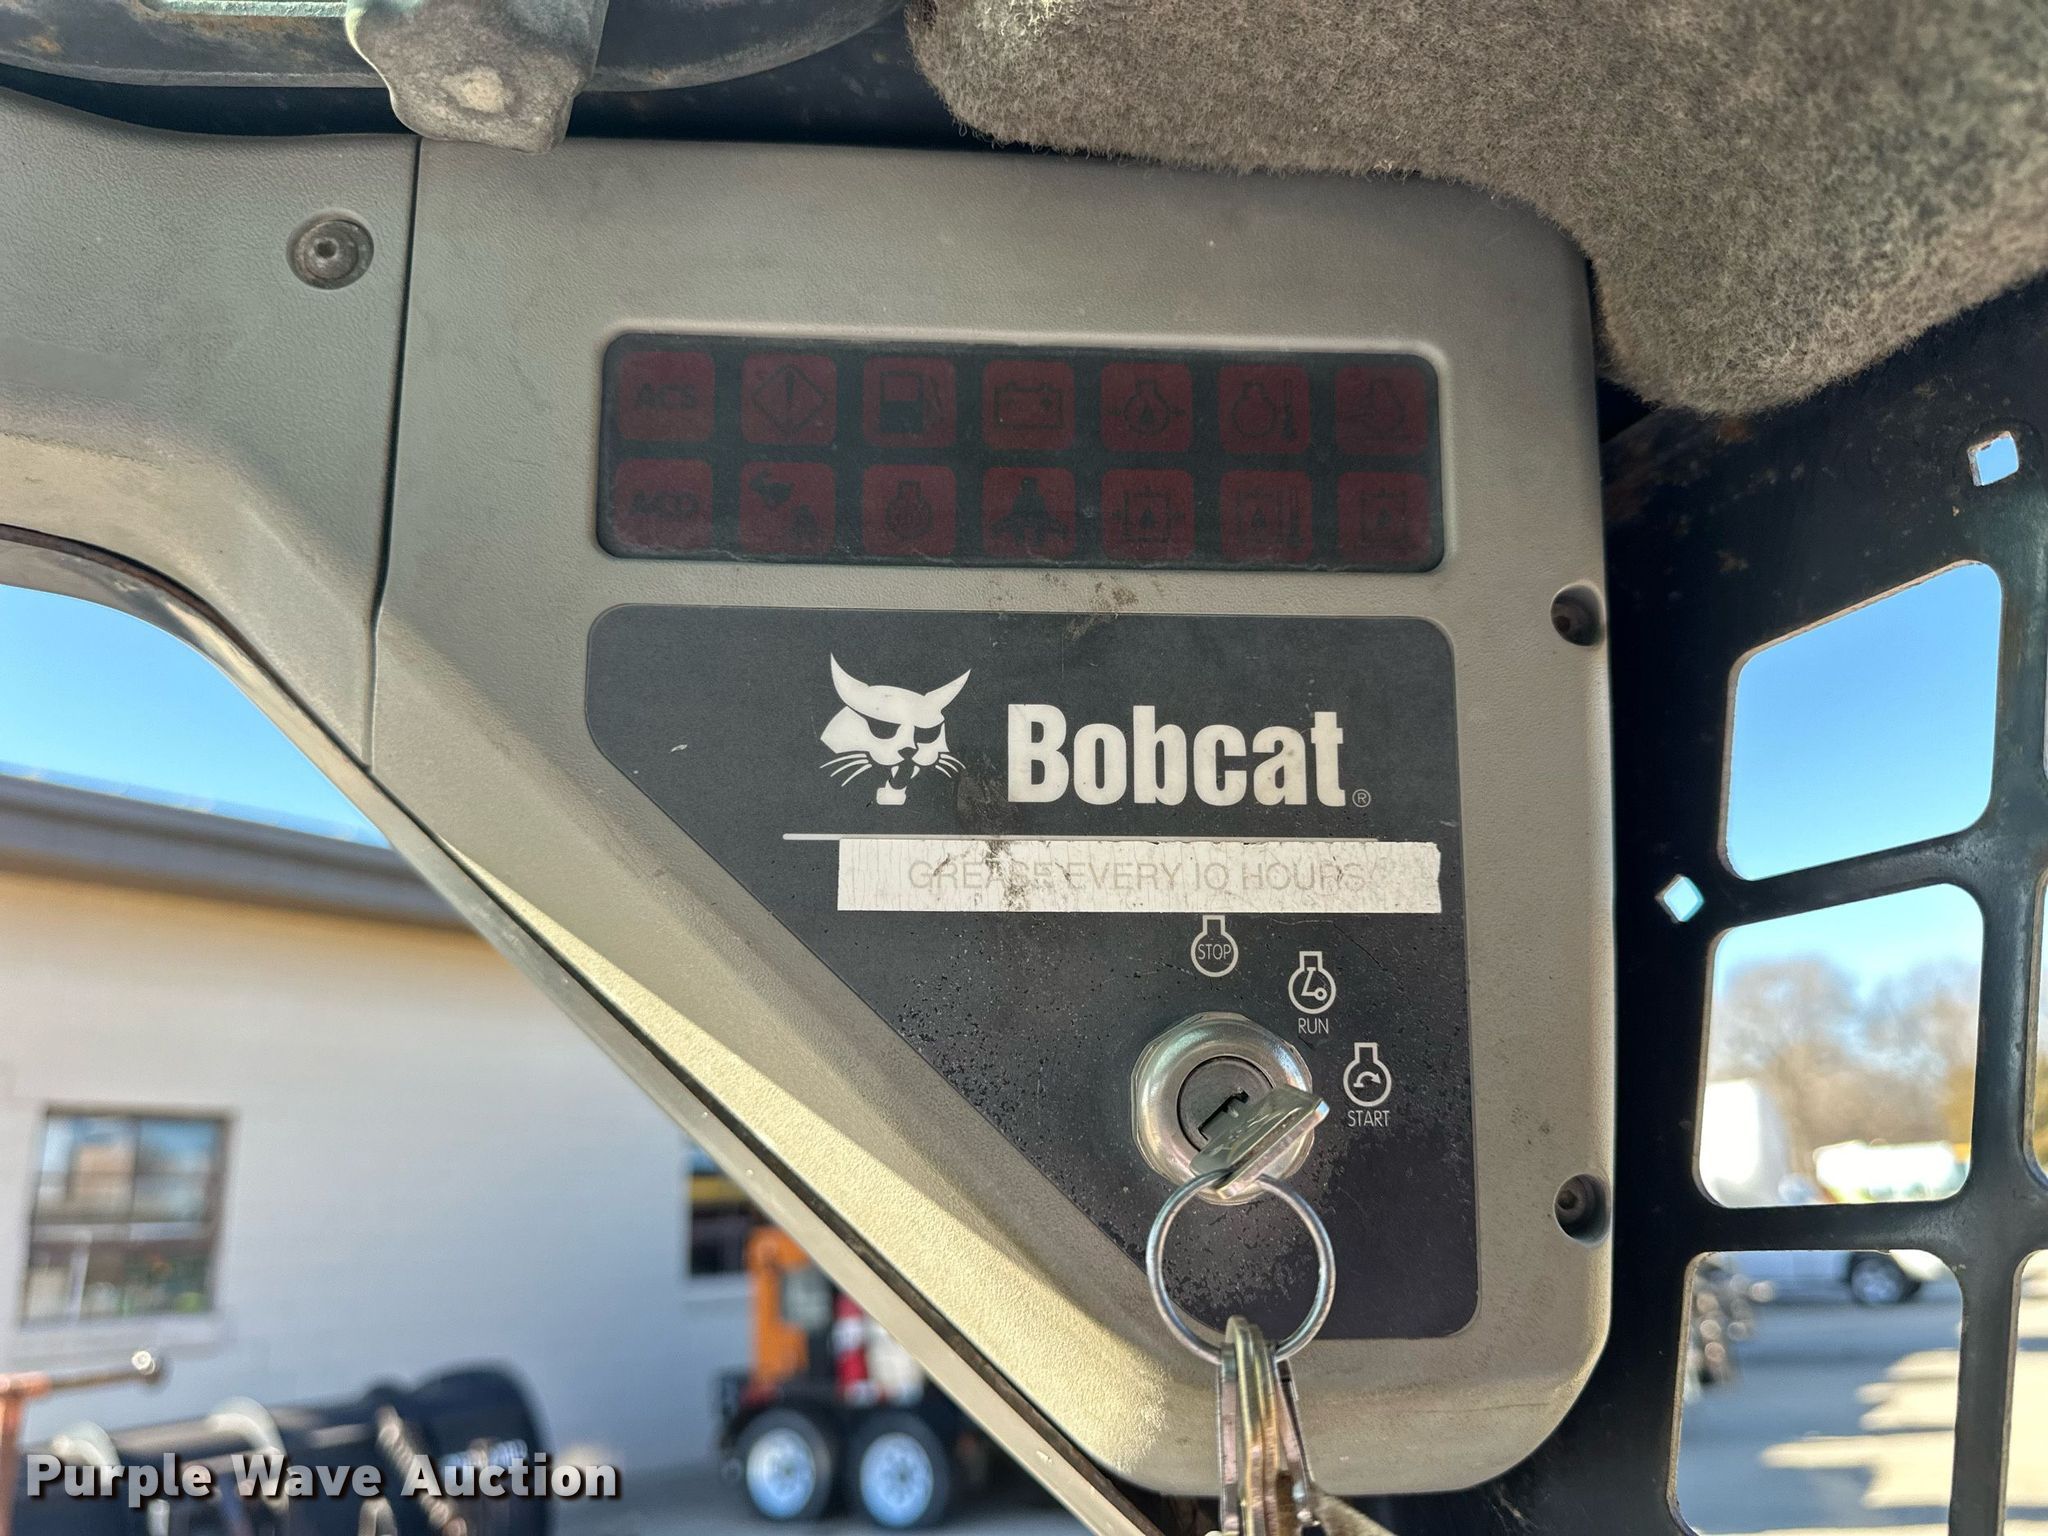 ACS
ACD
Bobcat®
GREASE EVERY 10 HOURS
STOP
RUN
START
Purple Wave Auction